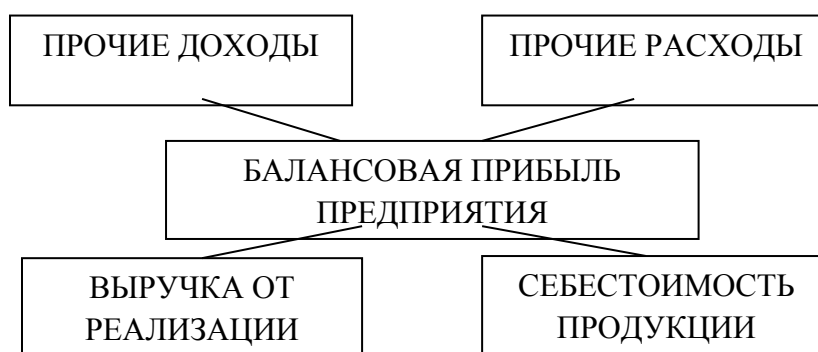 ПРОЧИЕ ДОХОДЫ
ПРОЧИЕ РАСХОДЫ
БАЛАНСОВАЯ ПРИБЫЛЬ
ПРЕДПРИЯТИЯ
ВЫРУЧКА ОТ
РЕАЛИЗАЦИИ
СЕБЕСТОИМОСТЬ
ПРОДУКЦИИ